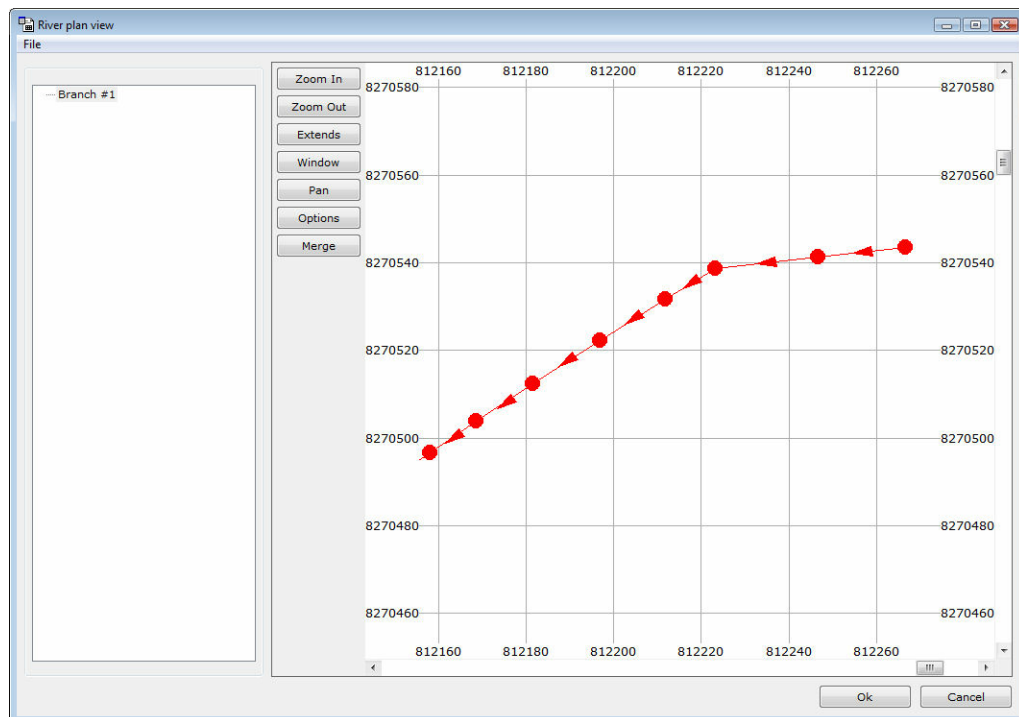 River plan view
File
Branch #1
Zoom In
Zoom Out
Extends
Window
Pan
Options
Merge
812160 812180 812200 812220 812240 812260
8270580 8270580
8270560 8270560
8270540 8270540
8270520 8270520
8270500 8270500
8270480 8270480
8270460 8270460
812160 812180 812200 812220 812240 812260
Ok Cancel